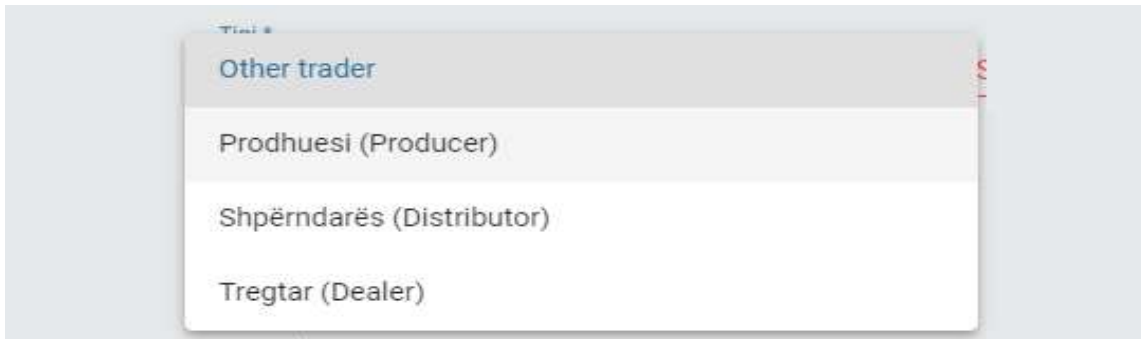 Other trader
Prodhuesi (Producer)
Shpërndarës (Distributor)
Tregtar (Dealer)